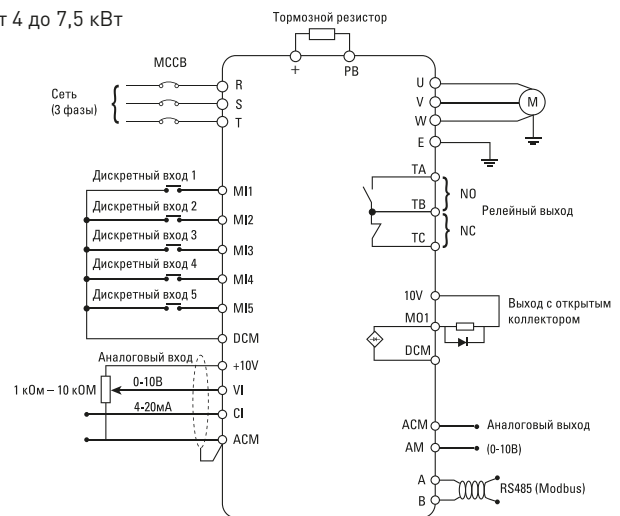 т 4 до 7,5 кВт
Тормозной резистор
+
PB
MCCB
Сеть
(3 фазы)
R
S
T
U
V
W
E
M
Дискретный вход 1
MI1
Дискретный вход 2
MI2
Дискретный вход 3
MI3
Дискретный вход 4
MI4
Дискретный вход 5
MI5
DCM
TA
NO
TB
Релейный выход
NC
TC
10V
MO1
Выход с открытым
коллектором
DCM
Аналоговый вход
+10V
1 кОм – 10 кОМ
0-10В
VI
4-20мА
CI
ACM
ACM
Аналоговый выход
AM
(0-10В)
A
B
RS485 (Modbus)